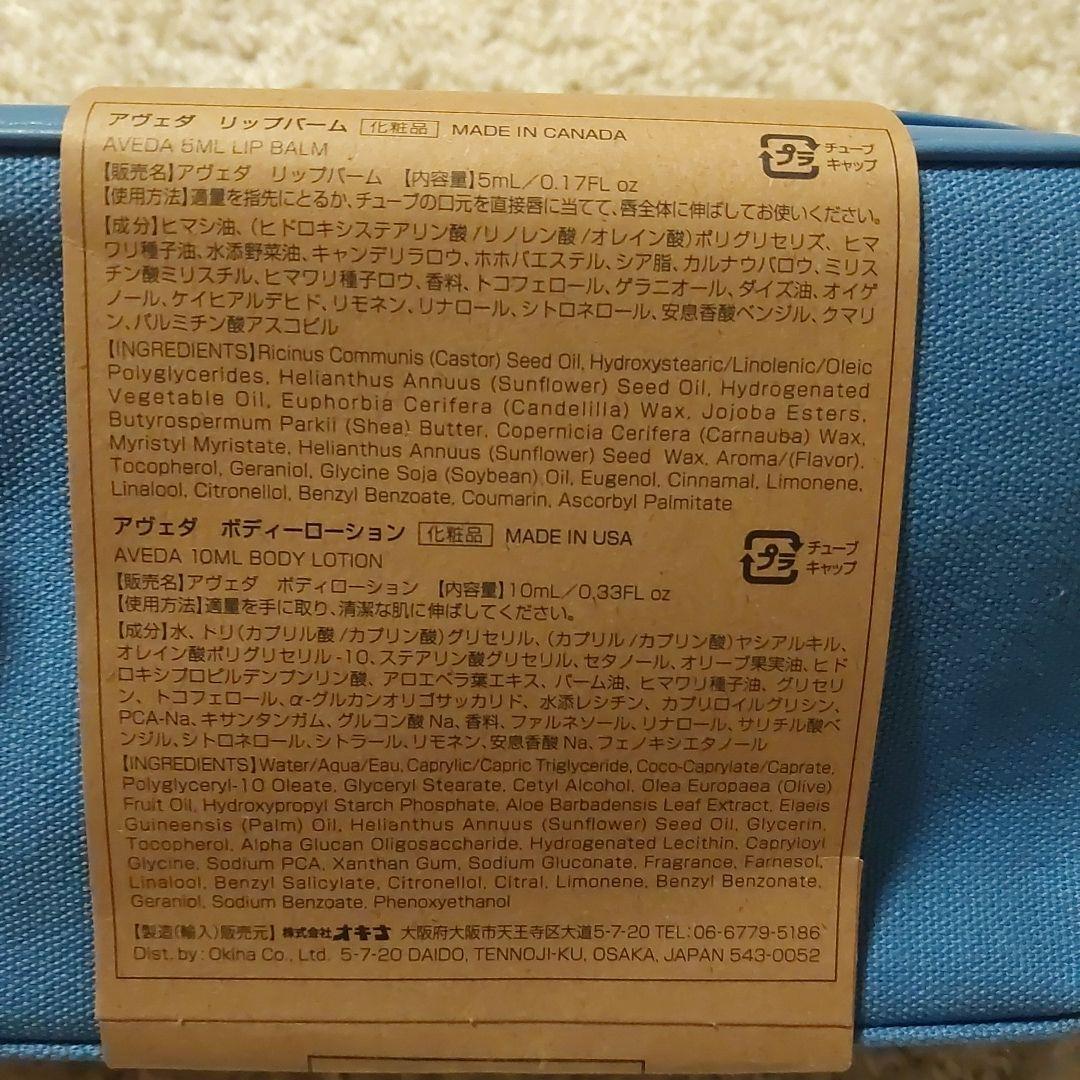 アヴェダ リップバーム 化粧品 MADE IN CANADA
AVEDA 5ML LIP BALM
プラ チューブ
キャップ
【販売名】アヴェダ リップバーム 【内容量】5mL/0.17FL oz
【使用方法】適量を指先にとるか、チューブの口元を直接唇に当てて、唇全体に伸ばしてお使いください。
【成分】ヒマシ油、(ヒドロキシステアリン酸/リノレン酸/オレイン酸)ポリグリセリズ、ヒマ
ワリ種子油、水添野菜油、キャンデリラロウ、ホホバエステル、シア脂、カルナウバロウ、ミリス
チン酸ミリスチル、ヒマワリ種子ロウ、香料、トコフェロール、ゲラニオール、ダイズ油、オイゲ
ノール、ケイヒアルデヒド、リモネン、リナロール、シトロネロール、安息香酸ベンジル、クマリ
ン、パルミチン酸アスコビル
【INGREDIENTS】Ricinus Communis (Castor) Seed Oil, Hydroxystearic/Linolenic/Oleic
Polyglycerides, Helianthus Annuus (Sunflower) Seed Oil, Hydrogenated
Vegetable Oil, Euphorbia Cerifera (Candelilla) Wax, Jojoba Esters,
Butyrospermum Parkii (Shea) Butter, Copernicia Cerifera (Carnauba) Wax,
Myristyl Myristate, Helianthus Annuus (Sunflower) Seed Wax, Aroma/(Flavor),
Tocopherol, Geraniol, Glycine Soja (Soybean) Oil, Eugenol, Cinnamal, Limonene,
Linalool, Citronellol, Benzyl Benzoate, Coumarin, Ascorbyl Palmitate
アヴェダ ボディーローション 化粧品 MADE IN USA
AVEDA 10ML BODY LOTION
プラ チューブ
キャップ
【販売名】アヴェダ ボディローション 【内容量】10mL/0,33FL oz
【使用方法】適量を手に取り、清潔な肌に伸ばしてください。
【成分】水、トリ(カプリル酸/カプリン酸)グリセリル、(カプリル/カプリン酸)ヤシアルキル、
オレイン酸ポリグリセリル-10、ステアリン酸グリセリル、セタノール、オリーブ果実油、ヒド
ロキシプロピルデンプンリン酸、アロエベラ葉エキス、パーム油、ヒマワリ種子油、グリセリ
ン、トコフェロール、α-グルカンオリゴサッカリド、水添レシチン、カプリロイルグリシン、
PCA-Na、キサンタンガム、グルコン酸Na、香料、ファルネソール、リナロール、サリチル酸ベ
ンジル、シトロネロール、シトラール、リモネン、安息香酸Na、フェノキシエタノール
【INGREDIENTS】Water/Aqua/Eau, Caprylic/Capric Triglyceride, Coco-Caprylate/Caprate,
Polyglyceryl-10 Oleate, Glyceryl Stearate, Cetyl Alcohol, Olea Europaea (Olive)
Fruit Oil, Hydroxypropyl Starch Phosphate, Aloe Barbadensis Leaf Extract, Elaeis
Guineensis (Palm) Oil, Helianthus Annuus (Sunflower) Seed Oil, Glycerin,
Tocopherol, Alpha Glucan Oligosaccharide, Hydrogenated Lecithin, Capryloyl
Glycine, Sodium PCA, Xanthan Gum, Sodium Gluconate, Fragrance, Farnesol,
Linalool, Benzyl Salicylate, Citronellol, Citral, Limonene, Benzyl Benzonate,
Geraniol, Sodium Benzoate, Phenoxyethanol
【製造(輸入)販売元】株式会社オキナ 大阪府大阪市天王寺区大道5-7-20 TEL:06-6779-5186
Dist. by : Okina Co., Ltd. 5-7-20 DAIDO, TENNOJI-KU, OSAKA, JAPAN 543-0052